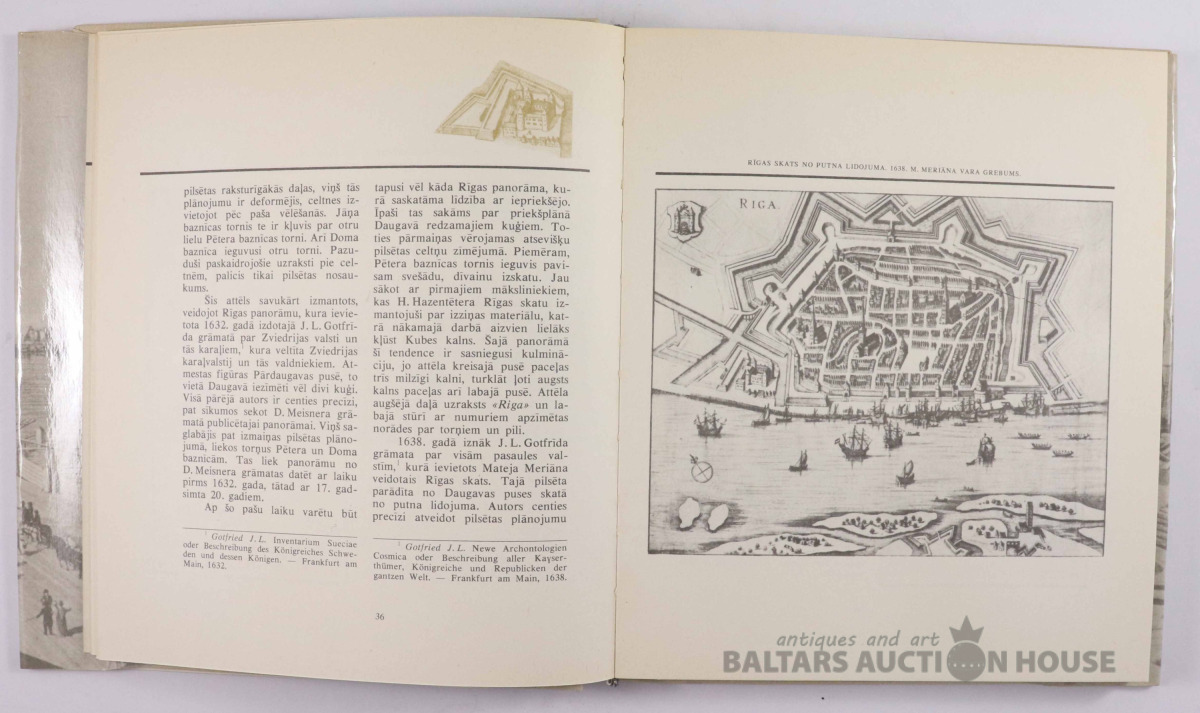 pilsētas raksturīgākās daļas, viņš tās
plānojumu ir deformējis, celtnes iz-
vietojot pēc paša vēlēšanās. Jāņa
baznīcas tornis te ir kļuvis par otru
lielu Pētera baznīcas torni. Arī Doma
baznīca ieguvusi otru torni. Pazu-
duši paskaidrojošie uzraksti pie cel-
tnēm, palicis tikai pilsētas nosau-
kums.
Šis attēls savukārt izmantots,
veidojot Rīgas panorāmu, kura ievie-
tota 1632. gadā izdotajā J. L. Gotfrī-
da grāmatā par Zviedrijas valsti un
tās karaļiem,¹ kura veltīta Zviedrijas
karaļvalstij un tās valdniekiem. At-
mestas figūras Pārdaugavas pusē, to
vietā Daugavā iezīmēti vēl divi kuģi.
Visā pārējā autors ir centies precīzi,
pat sīkumos sekot D. Meisnera grā-
matā publicētajai panorāmai. Viņš sa-
glabājis pat izmaiņas pilsētas plāno-
jumā, liekos torņus Pētera un Doma
baznīcām. Tas liek panorāmu no
D. Meisnera grāmatas datēt ar laiku
pirms 1632. gada, tātad ar 17. gad-
simta 20. gadiem.
Ap šo pašu laiku varētu būt
¹ Gotfried J. L. Inventarium Sueciae
oder Beschreibung des Königreiches Schwe-
den und dessen Königen. — Frankfurt am
Main, 1632.
tapusi vēl kāda Rīgas panorāma, ku-
rā saskatāma līdzība ar iepriekšējo.
Īpaši tas sakāms par priekšplānā
Daugavā redzamajiem kuģiem. To-
ties pārmaiņas vērojamas atsevišķu
pilsētas celtņu zīmējumā. Piemēram,
Pētera baznīcas tornis ieguvis pavi-
sam svešādu, dīvainu izskatu. Jau
sākot ar pirmajiem māksliniekiem,
kas H. Hazentētera Rīgas skatu iz-
mantojuši par izziņas materiālu, kat-
rā nākamajā darbā aizvien lielāks
kļūst Kubes kalns. Šajā panorāmā
šī tendence ir sasniegusi kulminā-
ciju, jo attēla kreisajā pusē paceļas
trīs milzīgi kalni, turklāt ļoti augsts
kalns paceļas arī labajā pusē. Attēla
augšējā daļā uzraksts «Riga» un la-
bajā stūrī ar numuriem apzīmētas
norādes par torņiem un pili.
1638. gadā iznāk J. L. Gotfrīda
grāmata par visām pasaules val-
stīm,¹ kurā ievietots Mateja Meriāna
veidotais Rīgas skats. Tajā pilsēta
parādīta no Daugavas puses skatā
no putna lidojuma. Autors centies
precīzi atveidot pilsētas plānojumu
¹ Gotfried J. L. Newe Archontologien
Cosmica oder Beschreibung aller Kayser-
thümer, Königreiche und Republicken der
gantzen Welt. — Frankfurt am Main, 1638.
36
RĪGAS SKATS NO PUTNA LIDOJUMA. 1638. M. MERIĀNA VARA GREBUMS.
RIGA.
antiques and art
BALTARS AUCTION HOUSE